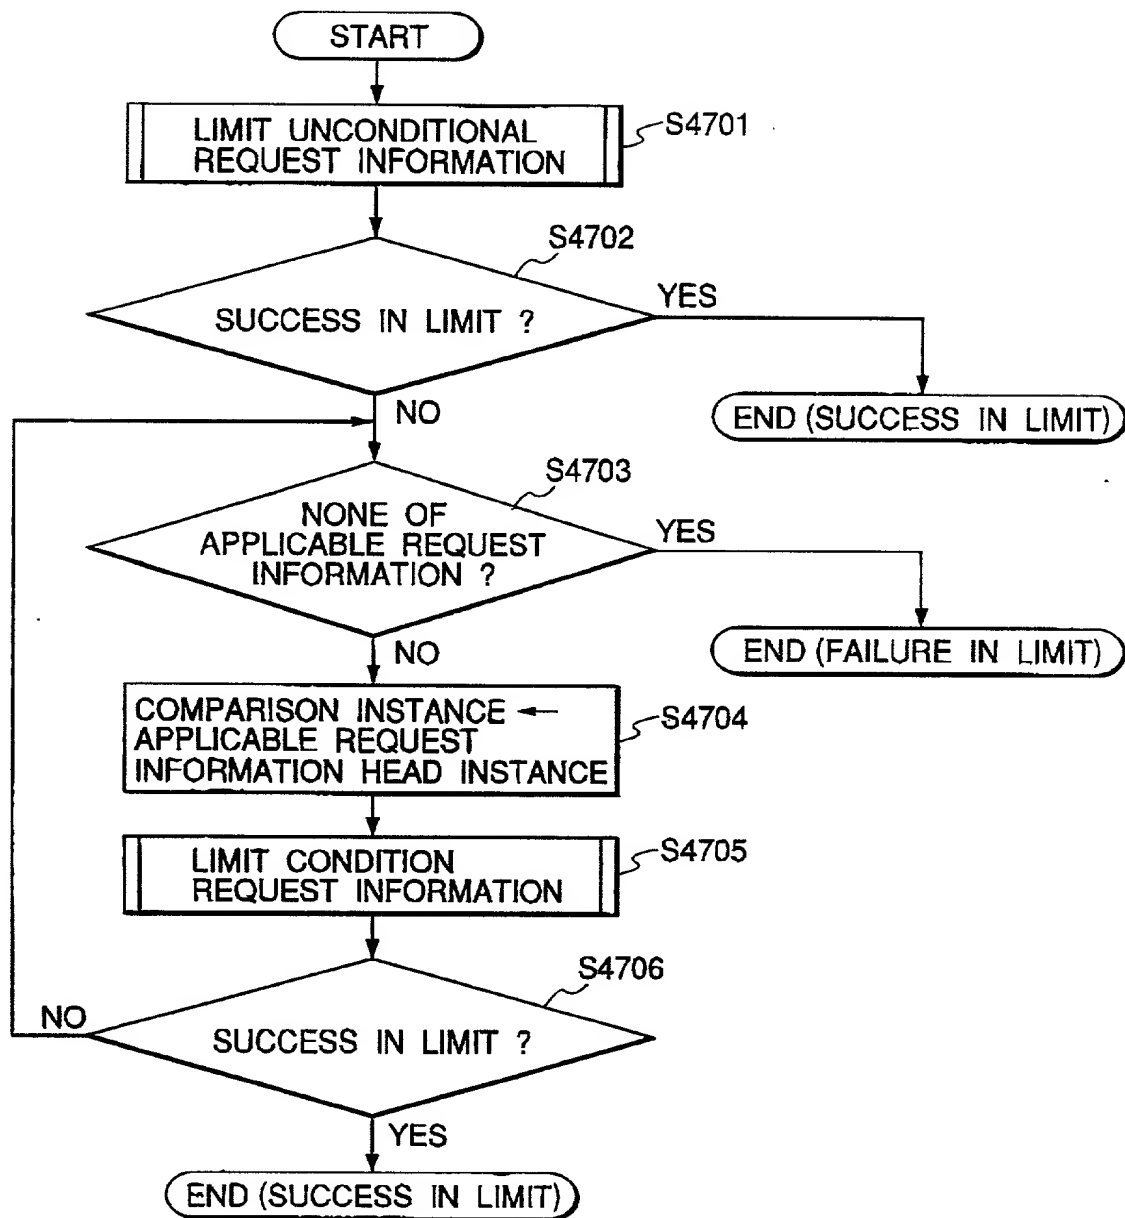 START
LIMIT UNCONDITIONAL
REQUEST INFORMATION
S4701
S4702
SUCCESS IN LIMIT ?
YES
NO
END (SUCCESS IN LIMIT)
S4703
NONE OF
APPLICABLE REQUEST
INFORMATION ?
YES
NO
END (FAILURE IN LIMIT)
COMPARISON INSTANCE ←
APPLICABLE REQUEST
INFORMATION HEAD INSTANCE
S4704
LIMIT CONDITION
REQUEST INFORMATION
S4705
S4706
NO
SUCCESS IN LIMIT ?
YES
END (SUCCESS IN LIMIT)